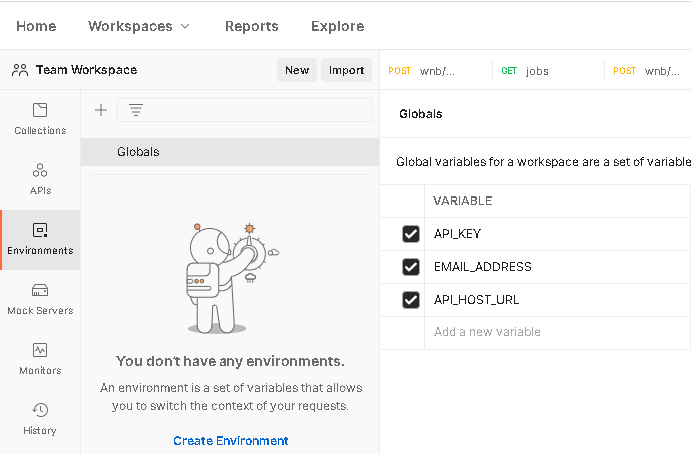 Home Workspaces Reports Explore
Team Workspace New Import
POST wnb/... GET jobs POST wnb/...
Collections
APIs
Environments
Mock Servers
Monitors
History
Globals
You don't have any environments.
An environment is a set of variables that allows
you to switch the context of your requests.
Create Environment
Globals
Global variables for a workspace are a set of variable
VARIABLE
API_KEY
EMAIL_ADDRESS
API_HOST_URL
Add a new variable